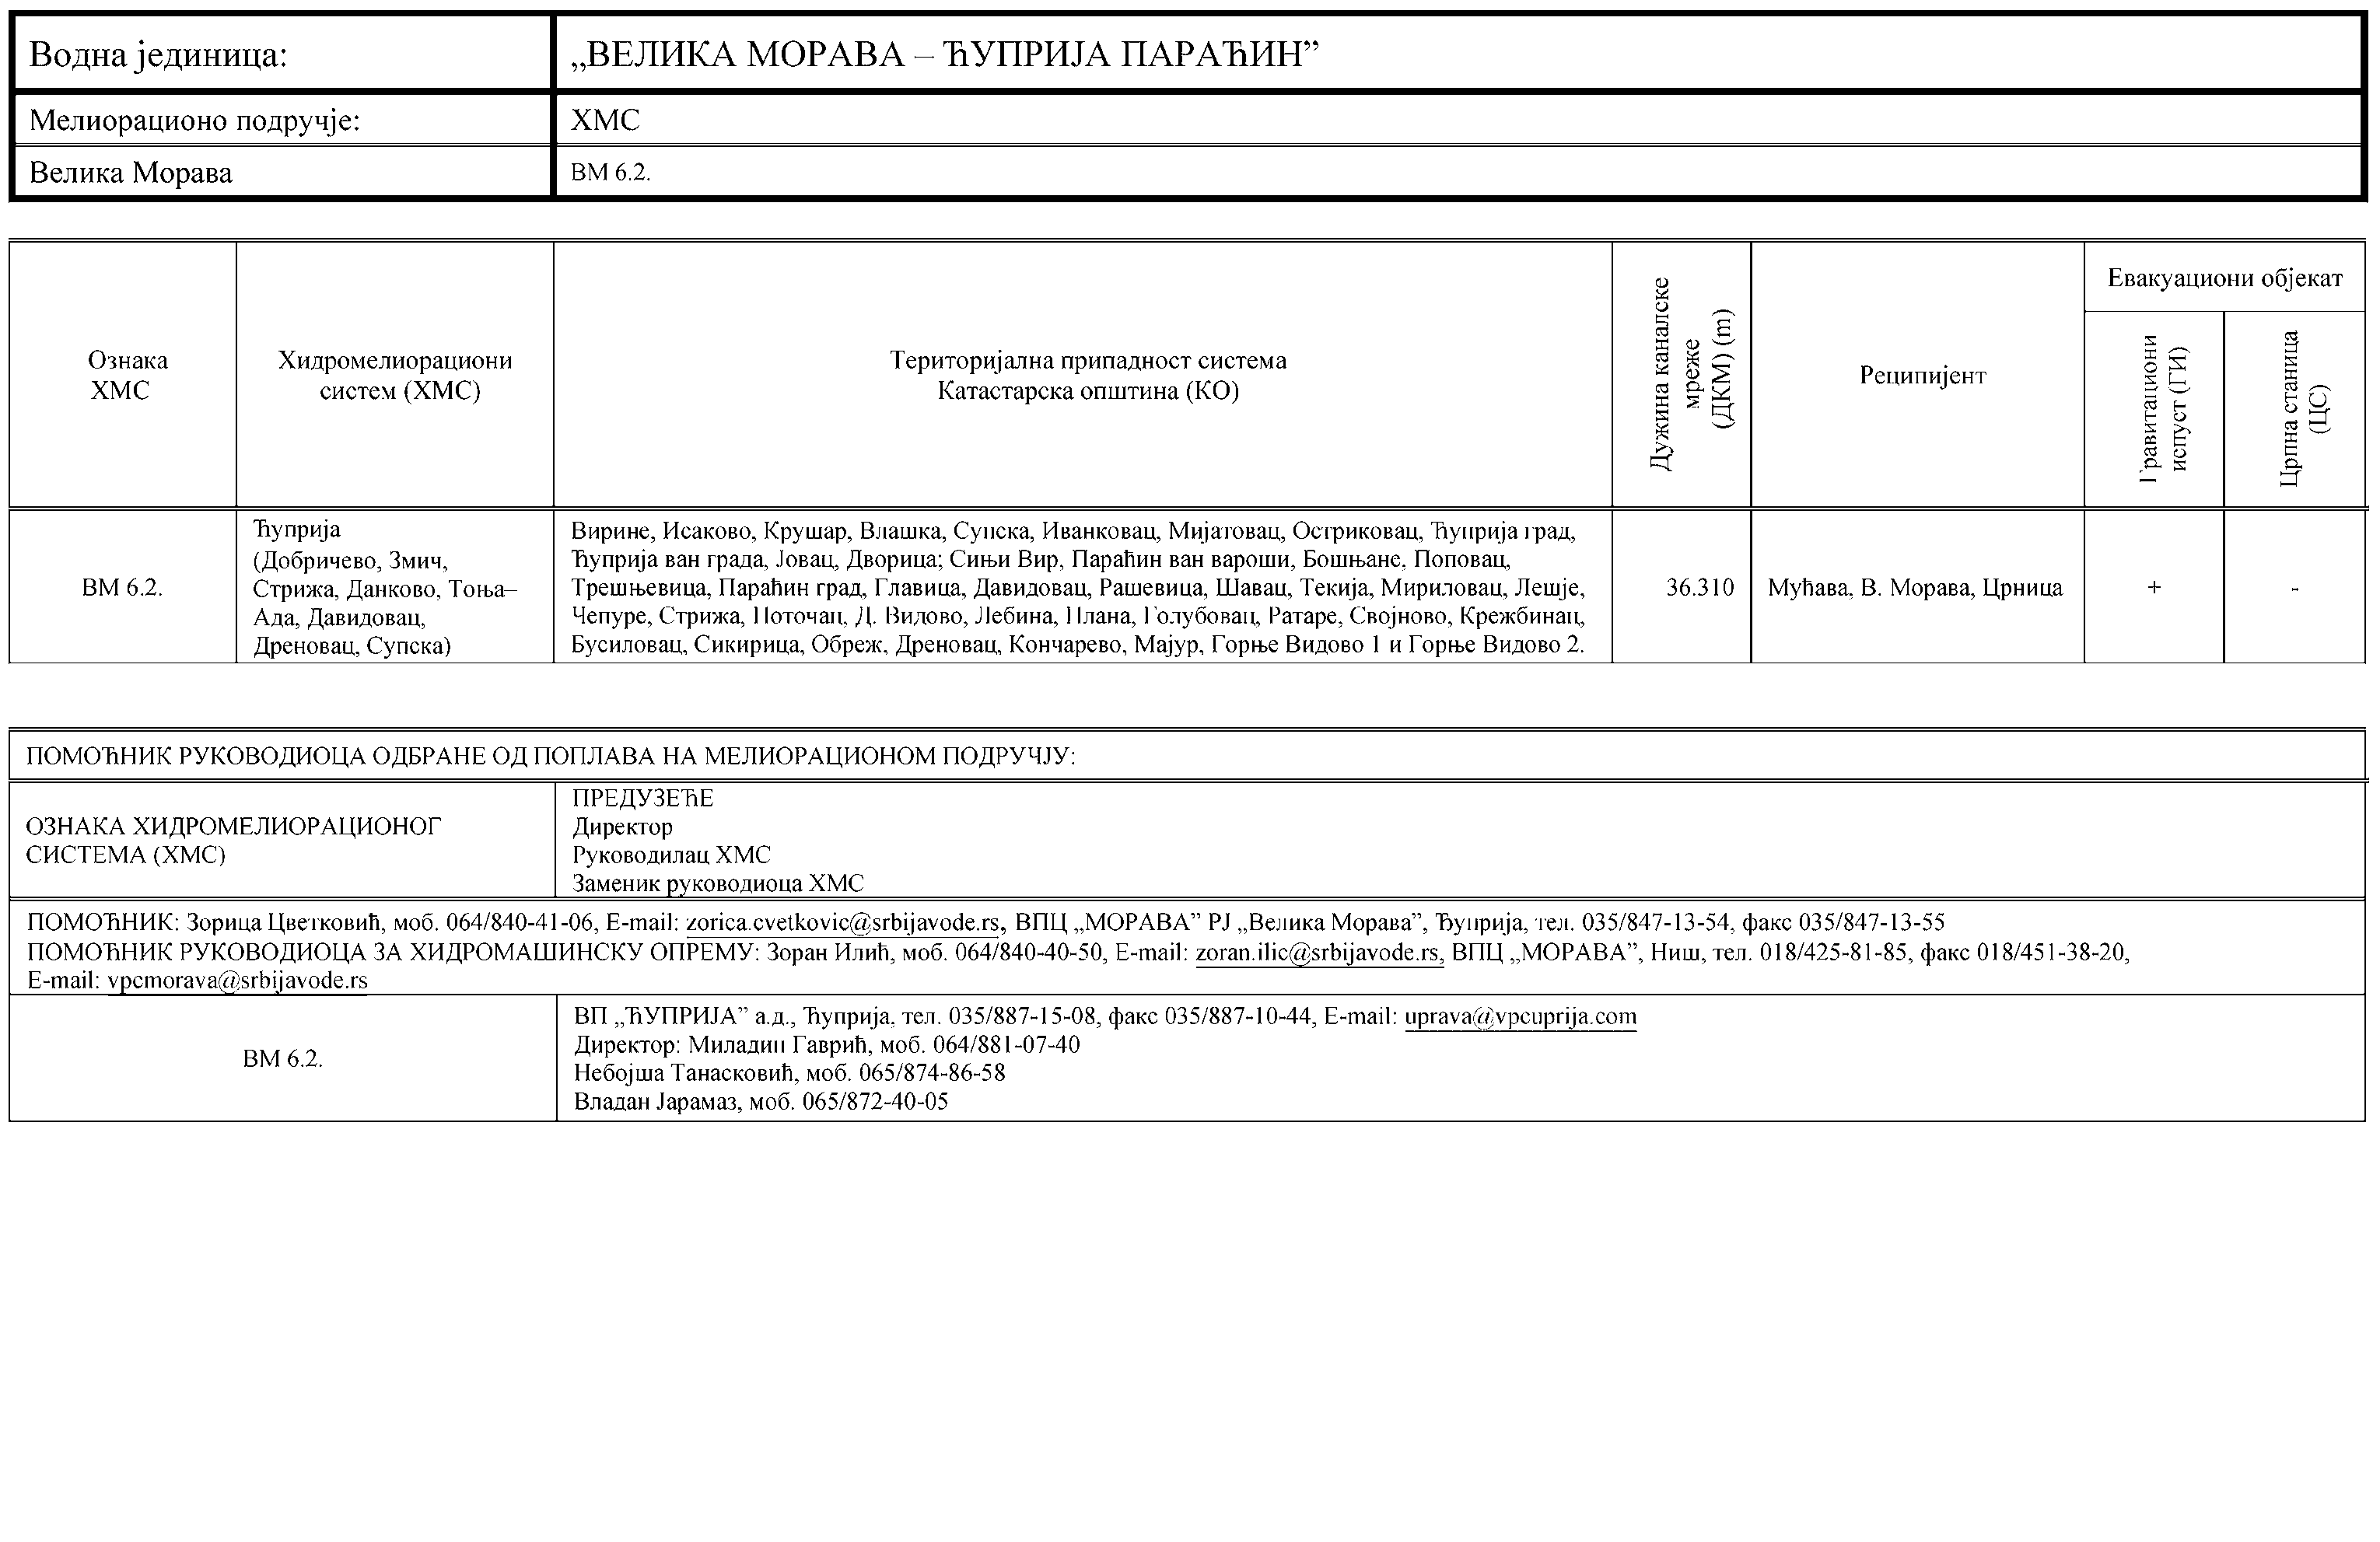 Водна јединица:
„ВЕЛИКА МОРАВА – ЋУПРИЈА ПАРАЋИН”
Мелиорационо подручје:
ХМС
Велика Морава
ВМ 6.2.
Ознака
ХМС
Хидромелиорациони
систем (ХМС)
Територијална припадност система
Катастарска општина (КО)
Дужина каналске
мреже
(ДКМ) (m)
Реципијент
Евакуациони објекат
Гравитациони
испуст (ГИ)
Црпна станица
(ЦС)
ВМ 6.2.
Ћуприја
(Добричево, Змич,
Стрижа, Данково, Тоња–
Ада, Давидовац,
Дреновац, Супска)
Вирине, Исаково, Крушар, Влашка, Супска, Иванковац, Мијатовац, Остриковац, Ћуприја град,
Ћуприја ван града, Јовац, Дворица; Сињи Вир, Параћин ван вароши, Бошњане, Поповац,
Трешњевица, Параћин град, Главица, Давидовац, Рашевица, Шавац, Текија, Мириловац, Лешје,
Чепуре, Стрижа, Поточац, Д. Видово, Лебина, Плана, Голубовац, Ратаре, Својново, Крежбинац,
Бусиловац, Сикирица, Обреж, Дреновац, Кончарево, Мајур, Горње Видово 1 и Горње Видово 2.
36.310
Мућава, В. Морава, Црница
+
-
ПОМОЋНИК РУКОВОДИОЦА ОДБРАНЕ ОД ПОПЛАВА НА МЕЛИОРАЦИОНОМ ПОДРУЧЈУ:
ОЗНАКА ХИДРОМЕЛИОРАЦИОНОГ
СИСТЕМА (ХМС)
ПРЕДУЗЕЋЕ
Директор
Руководилац ХМС
Заменик руководиоца ХМС
ПОМОЋНИК: Зорица Цветковић, моб. 064/840-41-06, E-mail: zorica.cvetkovic@srbijavode.rs, ВПЦ „МОРАВА” РЈ „Велика Морава”, Ћуприја, тел. 035/847-13-54, факс 035/847-13-55
ПОМОЋНИК РУКОВОДИОЦА ЗА ХИДРОМАШИНСКУ ОПРЕМУ: Зоран Илић, моб. 064/840-40-50, E-mail: zoran.ilic@srbijavode.rs, ВПЦ „МОРАВА”, Ниш, тел. 018/425-81-85, факс 018/451-38-20,
E-mail: vpcmorava@srbijavode.rs
ВМ 6.2.
ВП „ЋУПРИЈА” а.д., Ћуприја, тел. 035/887-15-08, факс 035/887-10-44, E-mail: uprava@vpcuprija.com
Директор: Миладин Гаврић, моб. 064/881-07-40
Небојша Танасковић, моб. 065/874-86-58
Владан Јарамаз, моб. 065/872-40-05